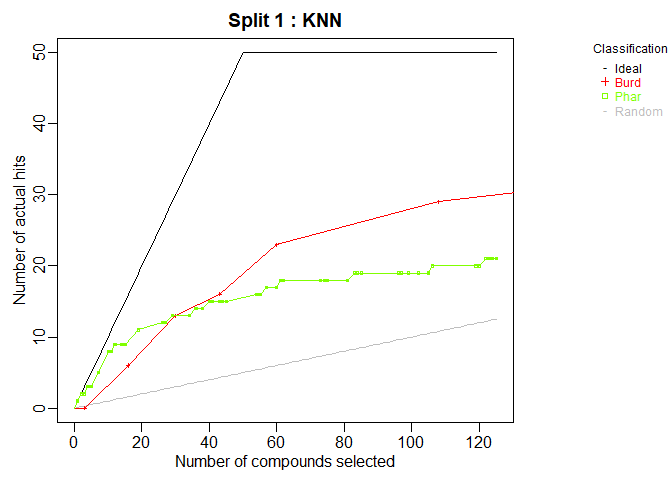 Split 1 : KNN
Classification
- Ideal
+ Burd
Phar
- Random
Number of actual hits
50
40
30
20
10
0
0 20 40 60 80 100 120
Number of compounds selected